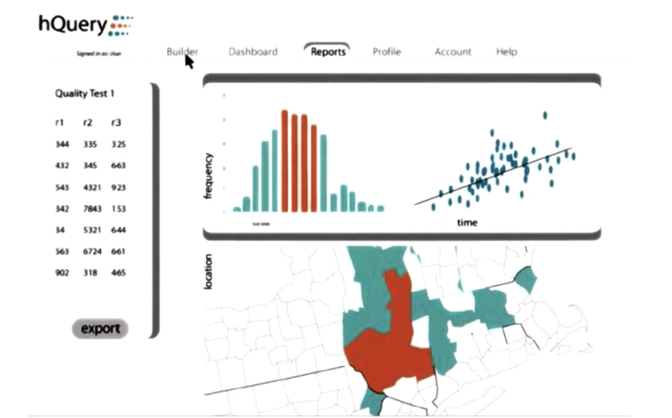 hQuery
Signed in as: User
Builder Dashboard Reports Profile Account Help
Quality Test 1
r1 r2 r3
344 335 325
432 345 663
543 4321 923
342 7843 153
34 5321 644
563 6724 661
902 318 465
export
frequency
time
location